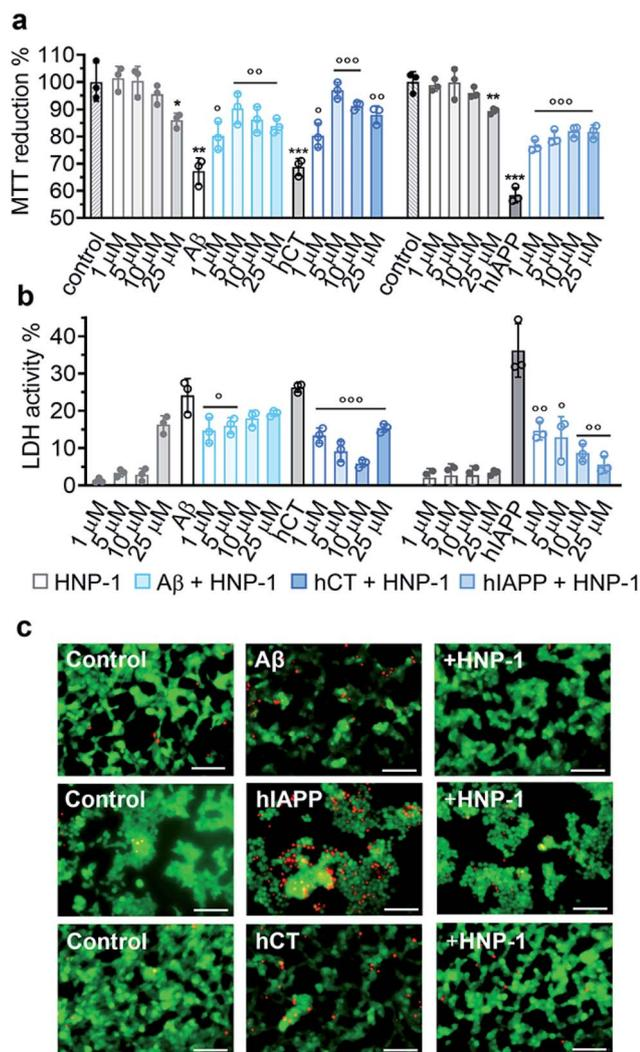 a
MTT reduction %
110
100
90
80
70
60
50
* ** ° °° *** ° °°° °° ** *** °°°
control 1 µM 5 µM 10 µM 25 µM Aβ 1 µM 5 µM 10 µM 25 µM hCT 1 µM 5 µM 10 µM 25 µM control 1 µM 5 µM 10 µM 25 µM hIAPP 1 µM 5 µM 10 µM 25 µM
b
LDH activity %
40
30
20
10
0
° °°° °° ° °°
1 µM 5 µM 10 µM 25 µM Aβ 1 µM 5 µM 10 µM 25 µM hCT 1 µM 5 µM 10 µM 25 µM 1 µM 5 µM 10 µM 25 µM hIAPP 1 µM 5 µM 10 µM 25 µM
HNP-1 Aβ + HNP-1 hCT + HNP-1 hIAPP + HNP-1
c
Control Aβ +HNP-1
Control hIAPP +HNP-1
Control hCT +HNP-1